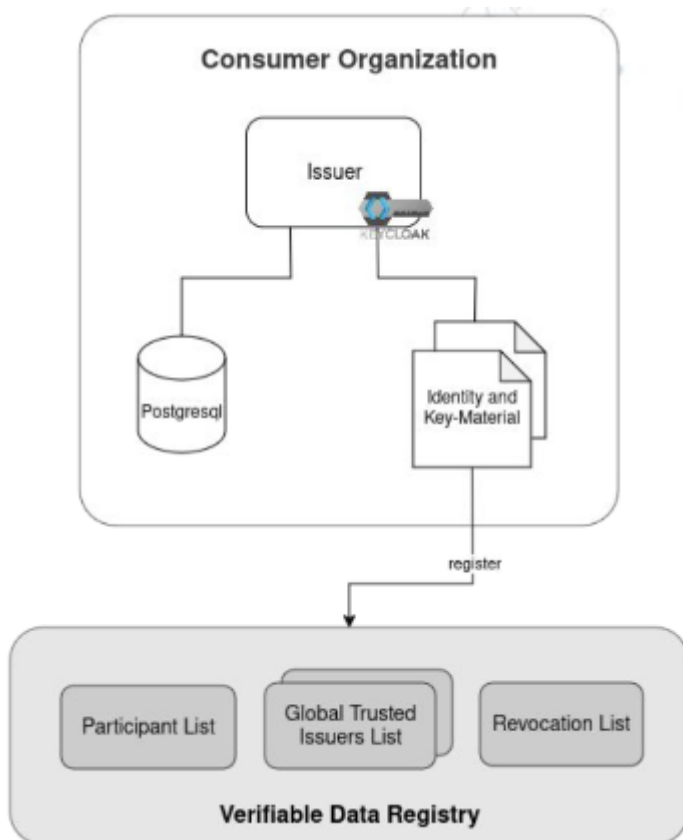 Consumer Organization
Issuer
KEYCLOAK
Postgresql
Identity and
Key-Material
register
Participant List
Global Trusted
Issuers List
Revocation List
Verifiable Data Registry